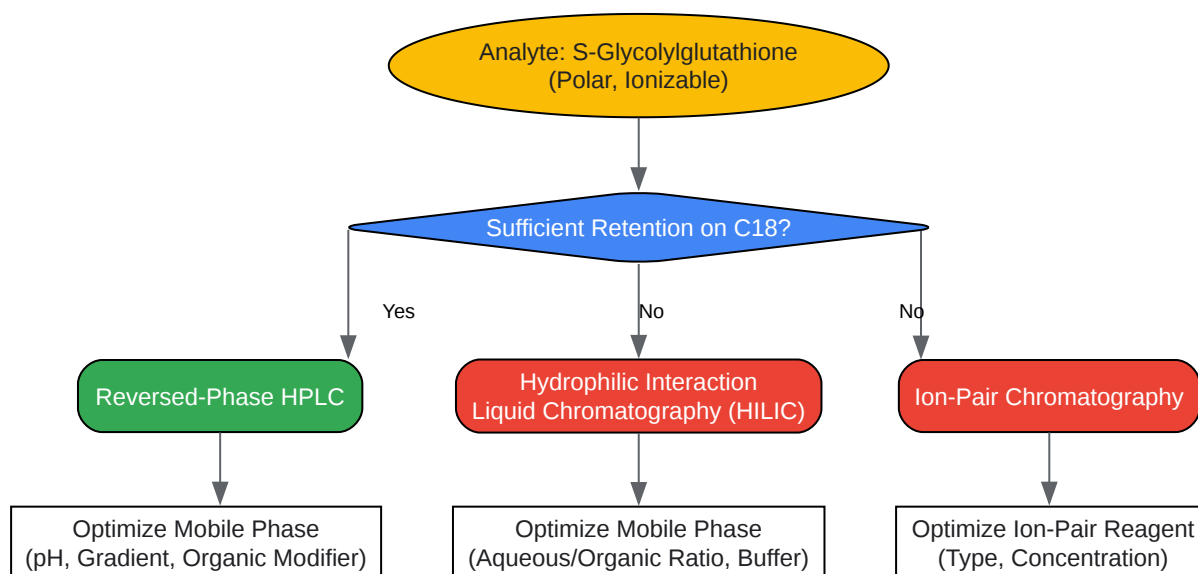 Analyte: S-Glycolylglutathione
(Polar, Ionizable)
Sufficient Retention on C18?
Yes
No
No
Reversed-Phase HPLC
Hydrophilic Interaction
Liquid Chromatography (HILIC)
Ion-Pair Chromatography
Optimize Mobile Phase
(pH, Gradient, Organic Modifier)
Optimize Mobile Phase
(Aqueous/Organic Ratio, Buffer)
Optimize Ion-Pair Reagent
(Type, Concentration)